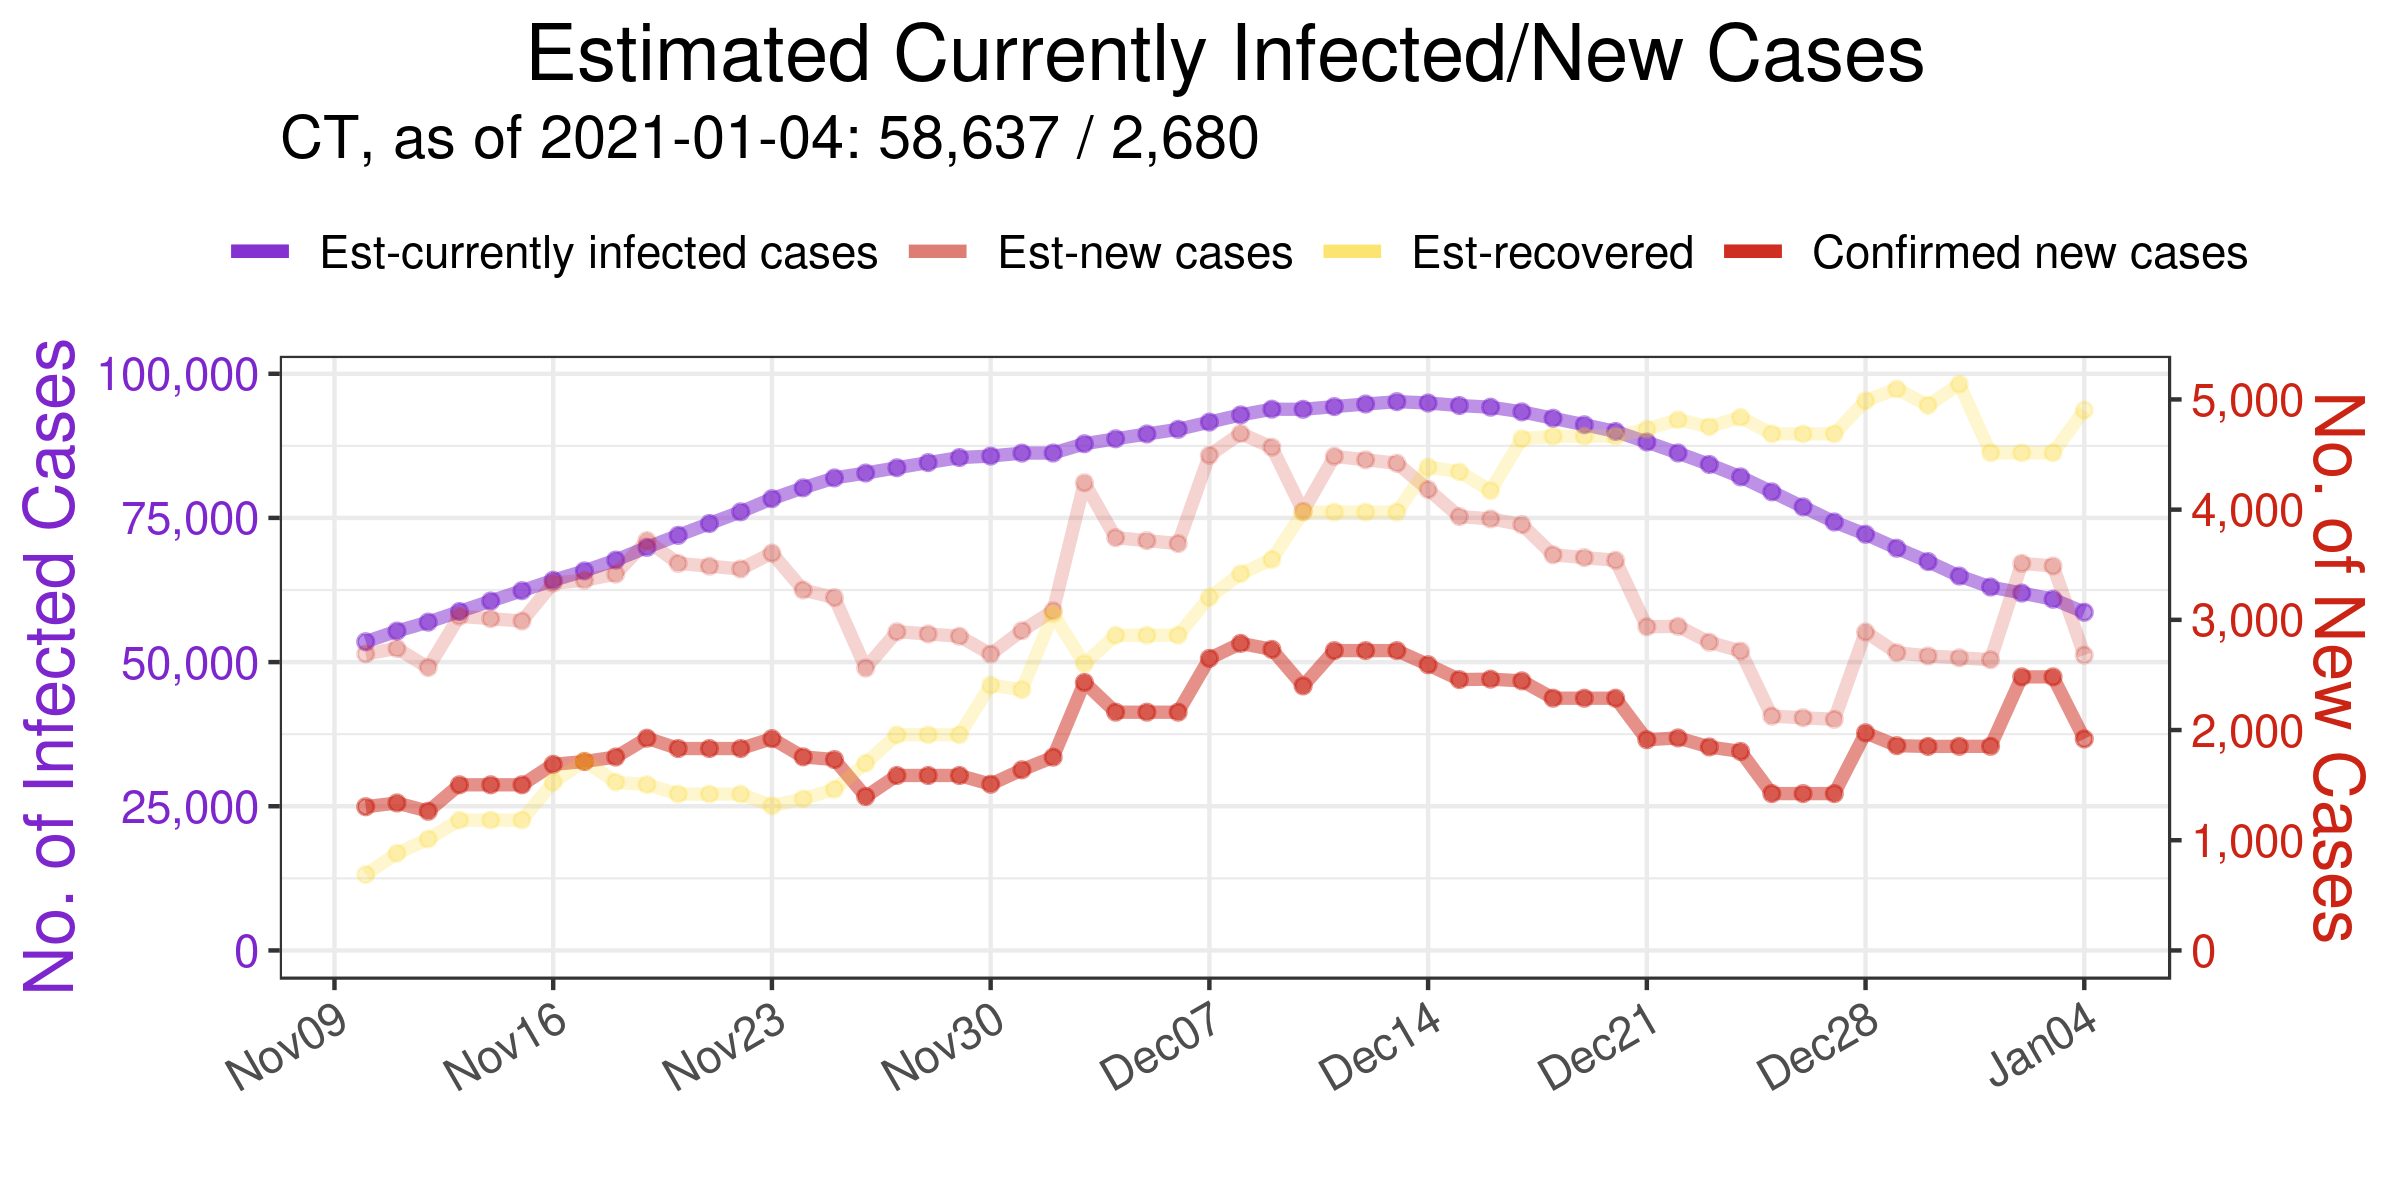 Estimated Currently Infected/New Cases
CT, as of 2021-01-04: 58,637 / 2,680
Est-currently infected cases Est-new cases Est-recovered Confirmed new cases
No. of Infected Cases
100,000
75,000
50,000
25,000
0
5,000
4,000
3,000
2,000
1,000
0
No. of New Cases
Nov09 Nov16 Nov23 Nov30 Dec07 Dec14 Dec21 Dec28 Jan04